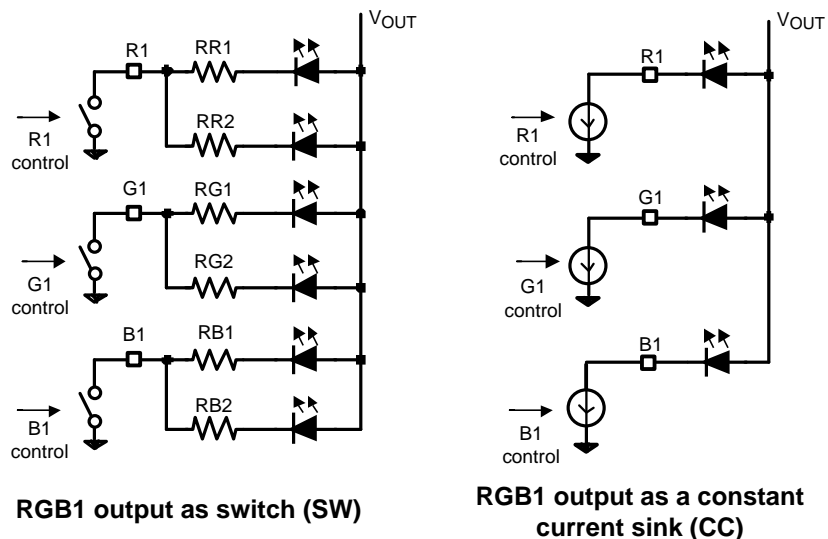 VOUT
R1
RR1
RR2
R1
control
G1
RG1
RG2
G1
control
B1
RB1
RB2
B1
control
RGB1 output as switch (SW)
VOUT
R1
R1
control
G1
G1
control
B1
B1
control
RGB1 output as a constant
current sink (CC)